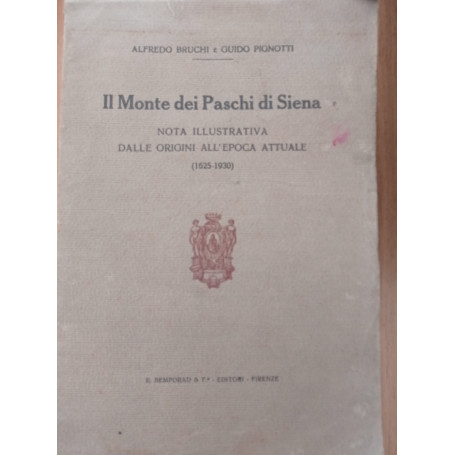 ALFREDO BRUCHI E GUIDO PIGNOTTI
Il Monte dei Paschi di Siena
NOTA ILLUSTRATIVA
DALLE ORIGINI ALL'EPOCA ATTUALE
(1625-1930)
R. BEMPORAD & F.º - EDITORI - FIRENZE